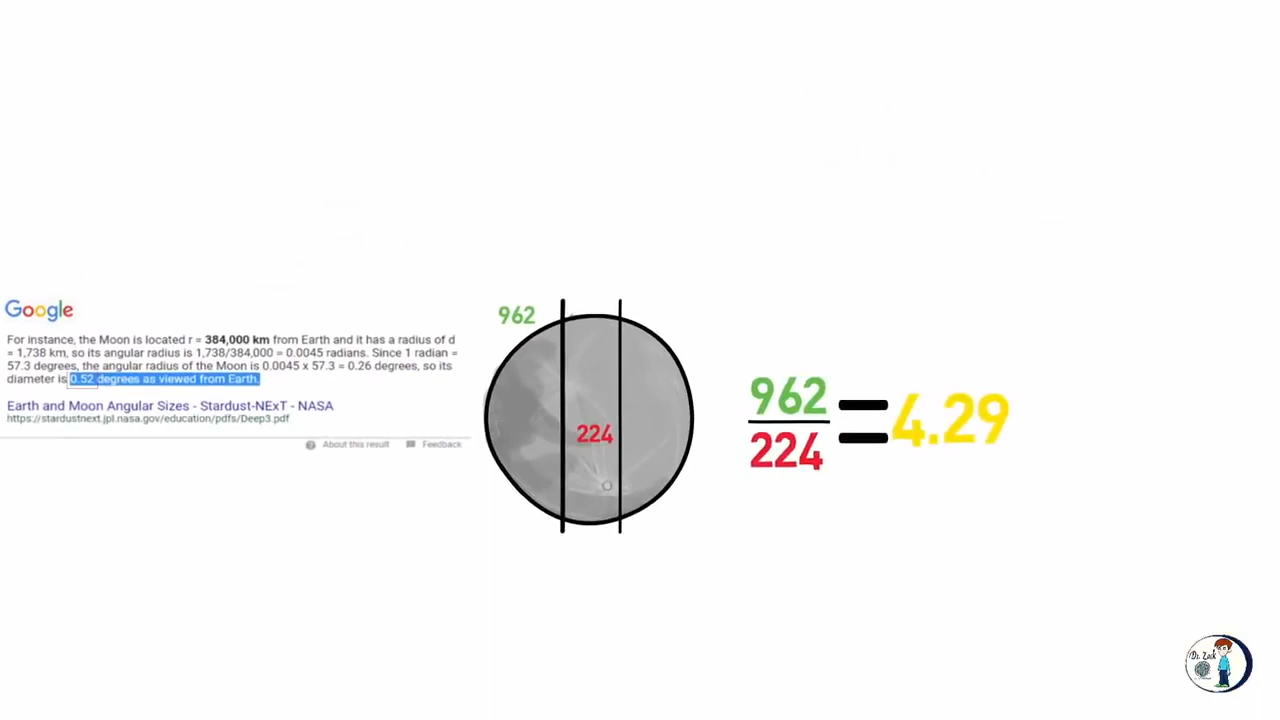 Google
For instance, the Moon is located r = 384,000 km from Earth and it has a radius of d
= 1,738 km, so its angular radius is 1,738/384,000 = 0.0045 radians. Since 1 radian =
57.3 degrees, the angular radius of the Moon is 0.0045 x 57.3 = 0.26 degrees, so its
diameter is 0.52 degrees as viewed from Earth.
Earth and Moon Angular Sizes - Stardust-NExT - NASA
https://stardustnext.jpl.nasa.gov/education/pdfs/Deep3.pdf
About this result
Feedback
962
224
962
224
=
4.29
Dr. Zack